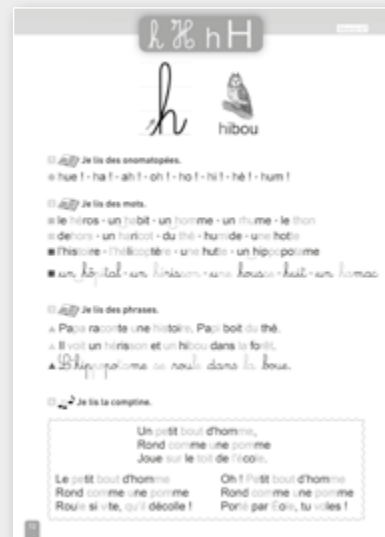 h H h H
h
hibou
Je lis des onomatopées.
hue ! - ha ! - ah ! - oh ! - ho ! - hi ! - hé ! - hum !
Je lis des mots.
le héros - un habit - un homme - un rhume - le thon
dehors - un haricot - du thé - humide - une hotte
l'histoire - l'hélicoptère - une hutte - un hippopotame
un hôpital - un hérisson - une housse - huit - un hamac
Je lis des phrases.
Papa raconte une histoire. Papi boit du thé.
Il voit un hérisson et un hibou dans la forêt.
L'hippopotame se roule dans la boue.
Je lis la comptine.
Un petit bout d'homme,
Rond comme une pomme
Joue sur le toit de l'école.
Le petit bout d'homme
Rond comme une pomme
Roule si vite, qu'il décolle !
Oh ! Petit bout d'homme
Rond comme une pomme
Porté par Éole, tu voles !